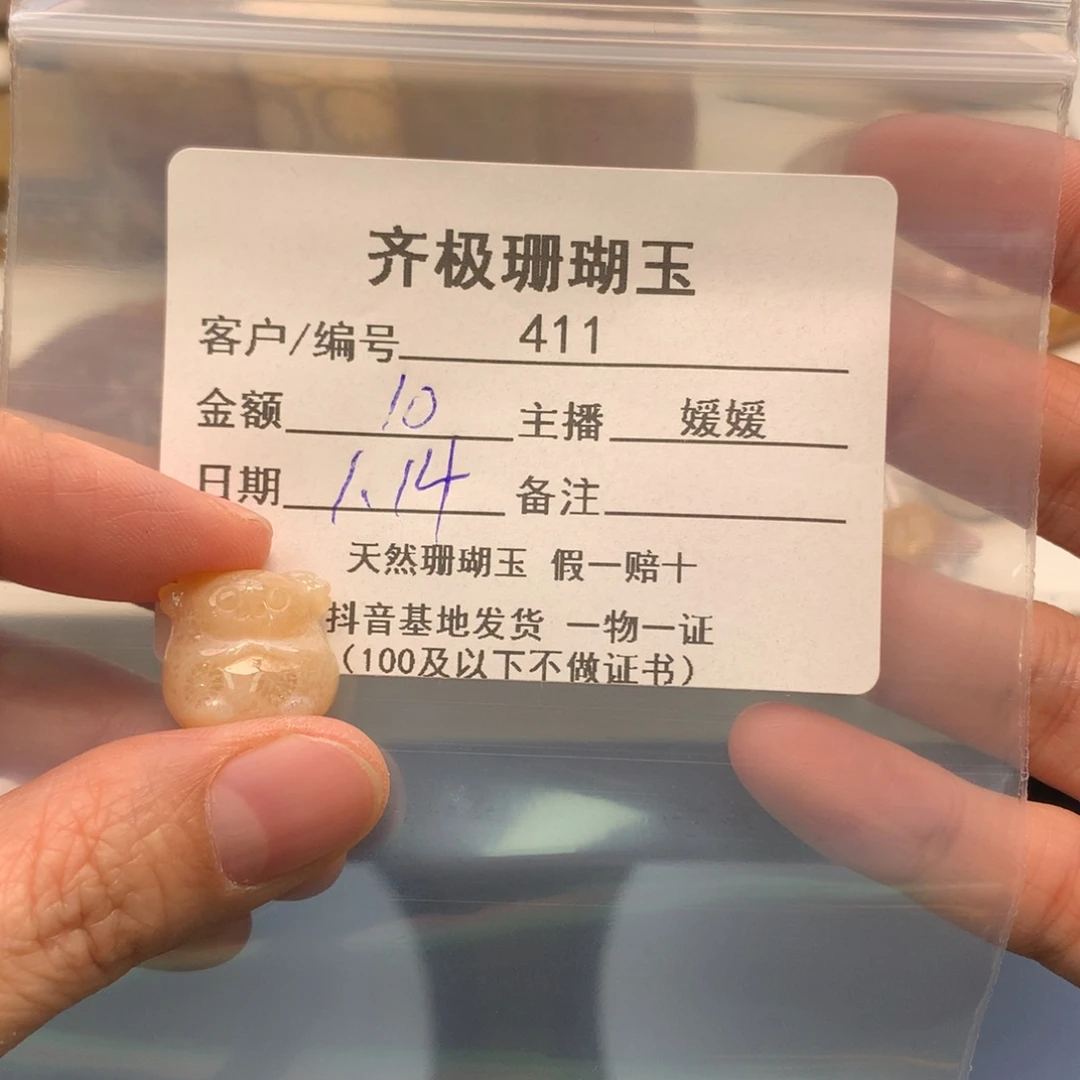 齐极珊瑚玉
客户/编号 411
金额 10 主播 媛媛
日期 1.14 备注
天然珊瑚玉 假一赔十
抖音基地发货 一物一证
（100及以下不做证书）